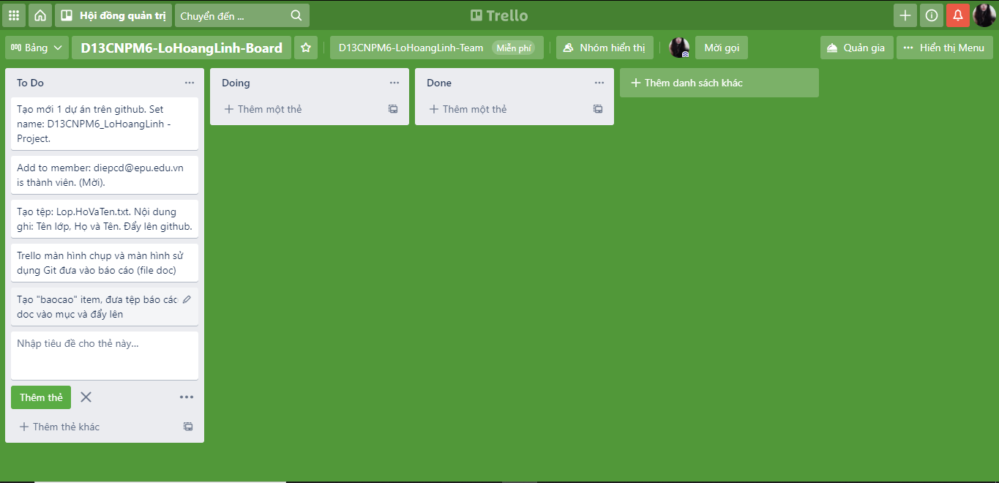 Hội đồng quản trị
Chuyển đến ...
Trello
Bảng
D13CNPM6-LoHoangLinh-Board
D13CNPM6-LoHoangLinh-Team
Miễn phí
Nhóm hiển thị
Mời gọi
Quản gia
Hiển thị Menu
To Do
Tạo mới 1 dự án trên github. Set
name: D13CNPM6_LoHoangLinh -
Project.
Add to member: diepcd@epu.edu.vn
is thành viên. (Mời).
Tạo tệp: Lop.HoVaTen.txt. Nội dung
ghi: Tên lớp, Họ và Tên. Đẩy lên github.
Trello màn hình chụp và màn hình sử
dụng Git đưa vào báo cáo (file doc)
Tạo "baocao" item, đưa tệp báo các
doc vào mục và đẩy lên
Nhập tiêu đề cho thẻ này...
Thêm thẻ
Thêm thẻ khác
Doing
Thêm một thẻ
Done
Thêm một thẻ
Thêm danh sách khác